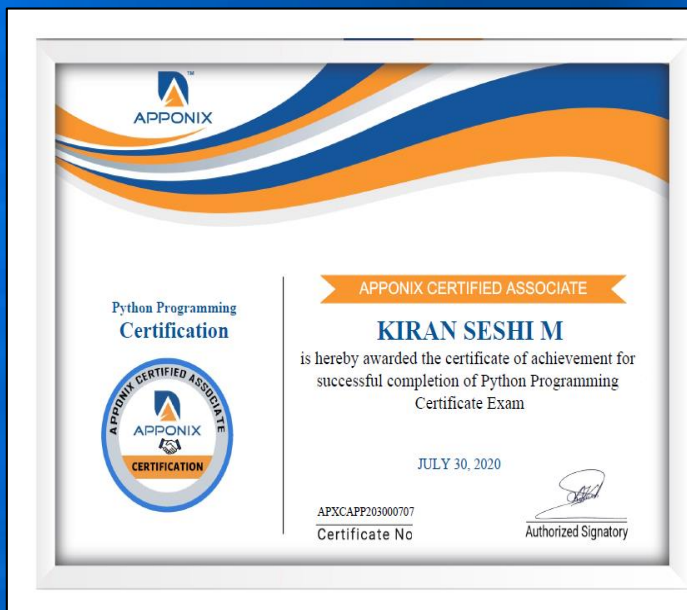 ™
APPONIX
Python Programming
Certification
APPONIX CERTIFIED ASSOCIATE
APPONIX
CERTIFICATION
APPONIX CERTIFIED ASSOCIATE
KIRAN SESHI M
is hereby awarded the certificate of achievement for
successful completion of Python Programming
Certificate Exam
JULY 30, 2020
APXCAPP203000707
Certificate No
Authorized Signatory